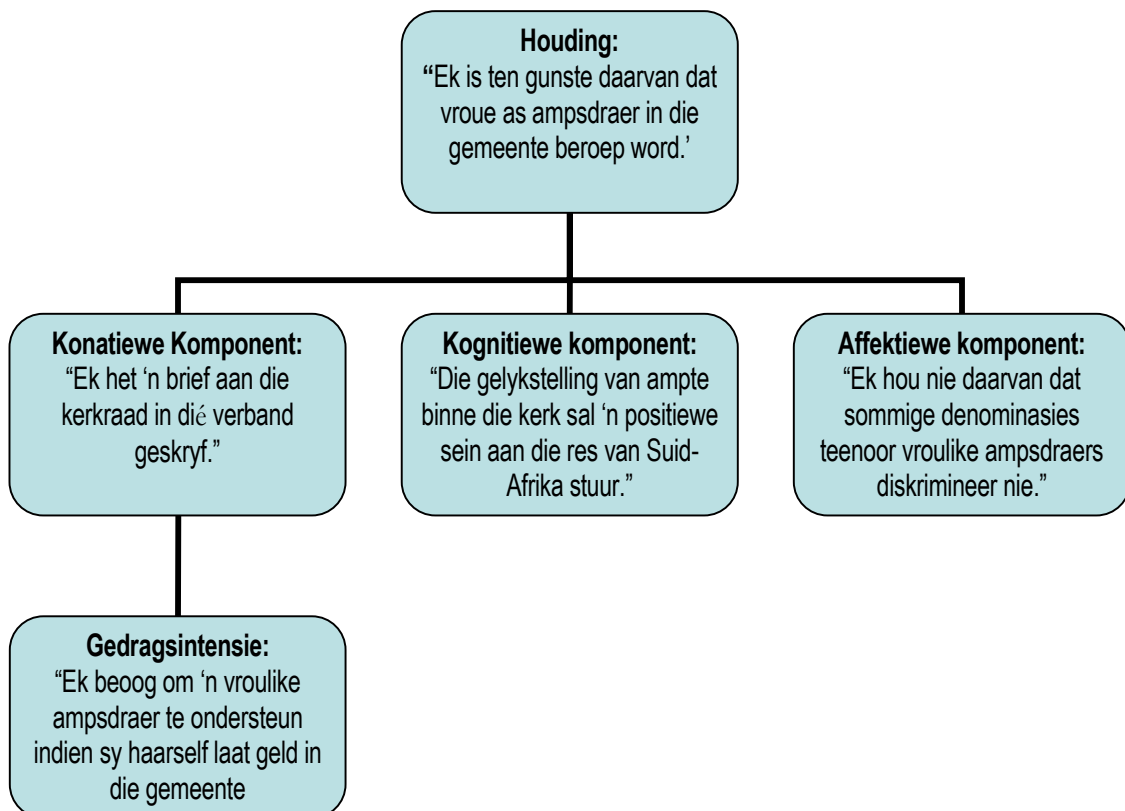 Houding:
“Ek is ten gunste daarvan dat
vroue as ampsdraer in die
gemeente beroep word.’
Konatiewe Komponent:
“Ek het ‘n brief aan die
kerkraad in dié verband
geskryf.”
Kognitiewe komponent:
“Die gelykstelling van ampte
binne die kerk sal ‘n positiewe
sein aan die res van Suid-
Afrika stuur.”
Affektiewe komponent:
“Ek hou nie daarvan dat
sommige denominasies
teenoor vroulike ampsdraers
diskrimineer nie.”
Gedragsintensie:
“Ek beoog om ‘n vroulike
ampsdraer te ondersteun
indien sy haarself laat geld in
die gemeente